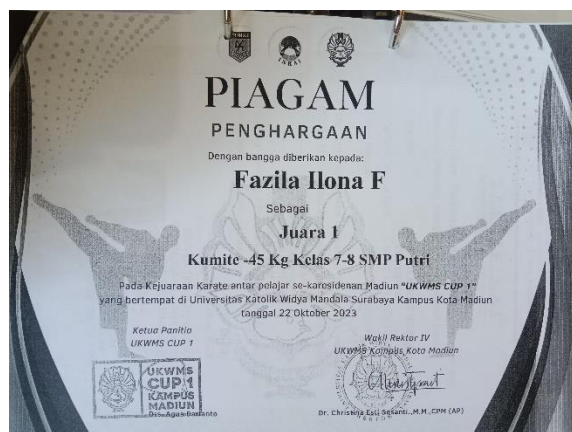 PIAGAM
PENGHARGAAN
Dengan bangga diberikan kepada:
Fazila Ilona F
Sebagai
Juara 1
Kumite -45 Kg Kelas 7-8 SMP Putri
Pada Kejuaraan Karate antar pelajar se-karesidenan Madiun "UKWMS CUP 1"
yang bertempat di Universitas Katolik Widya Mandala Surabaya Kampus Kota Madiun
tanggal 22 Oktober 2023
Ketua Panitia
UKWMS CUP 1
UKWMS
CUP 1
KAMPUS
MADIUN
Drs. Agus
Wakil Rektor IV
UKWMS Kampus Kota Madiun
Dr. Christina Esti Susanti, M.M.,CPM (AP)